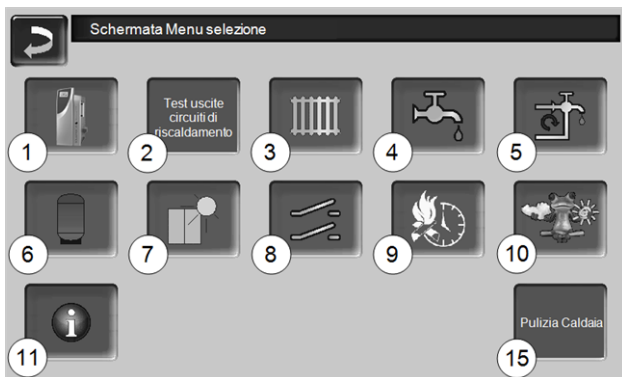 Schermata Menu selezione
1
Test uscite
circuiti di
riscaldamento
2
3
4
5
6
7
8
9
10
i
11
Pulizia Caldaia
15